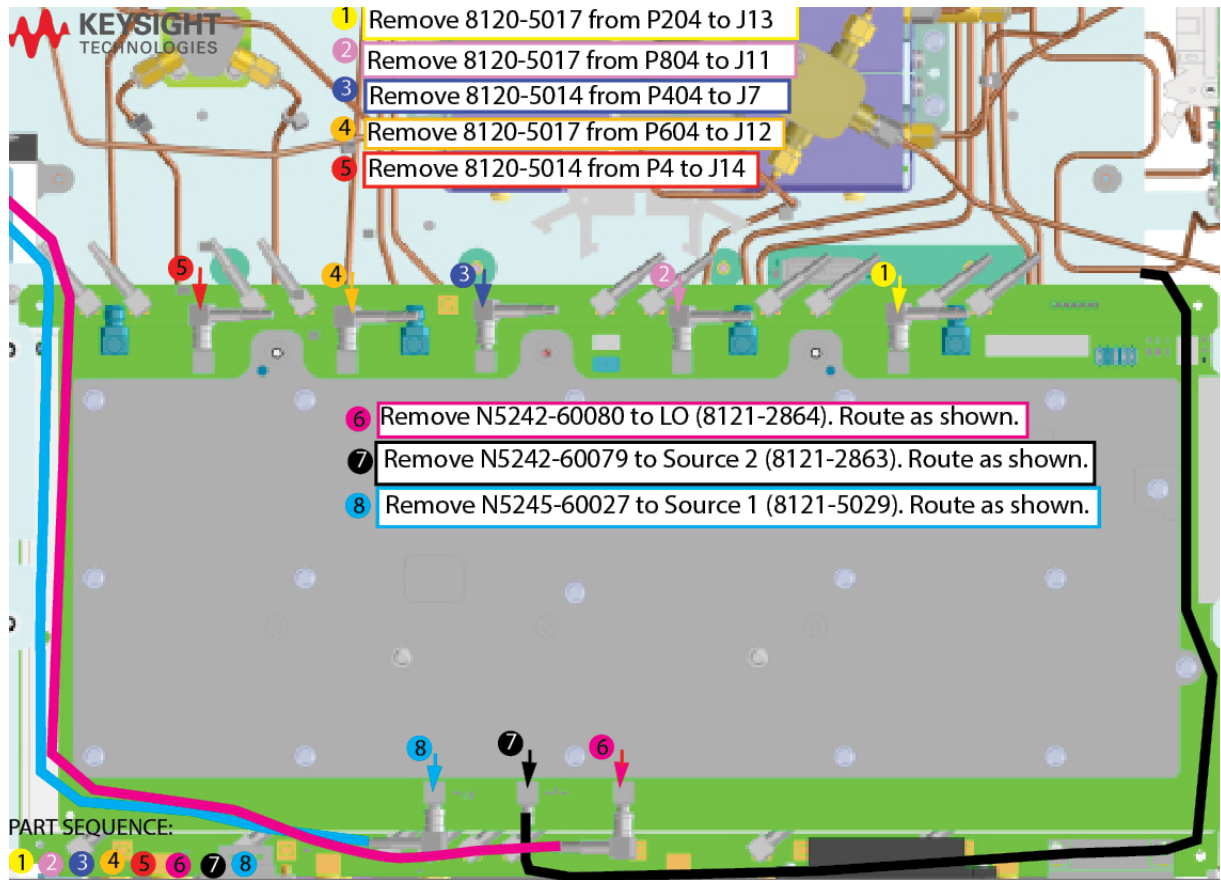 KEYSIGHT
TECHNOLOGIES
1 Remove 8120-5017 from P204 to J13
2 Remove 8120-5017 from P804 to J11
3 Remove 8120-5014 from P404 to J7
4 Remove 8120-5017 from P604 to J12
5 Remove 8120-5014 from P4 to J14
5 4 3 2 1
6 Remove N5242-60080 to LO (8121-2864). Route as shown.
7 Remove N5242-60079 to Source 2 (8121-2863). Route as shown.
8 Remove N5245-60027 to Source 1 (8121-5029). Route as shown.
8 7 6
PART SEQUENCE:
1 2 3 4 5 6 7 8